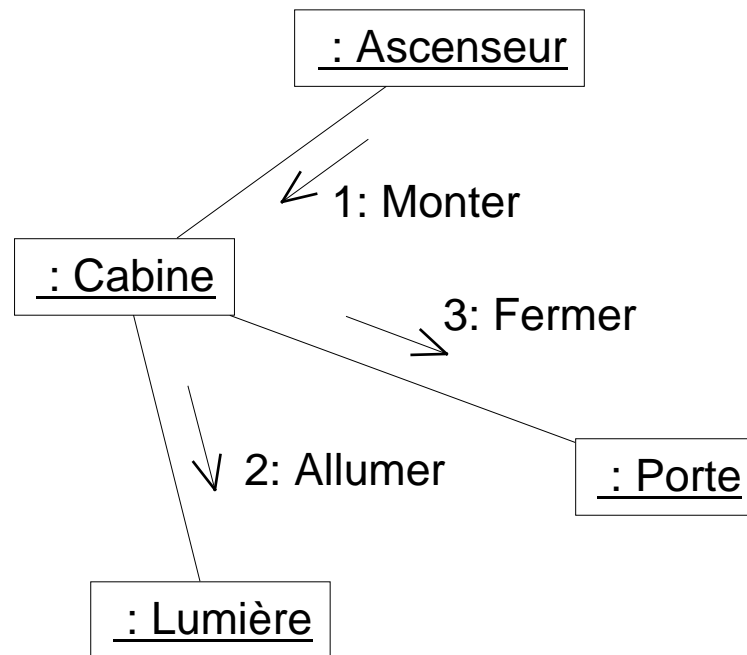 : Ascenseur
1: Monter
: Cabine
3: Fermer
2: Allumer
: Porte
: Lumière